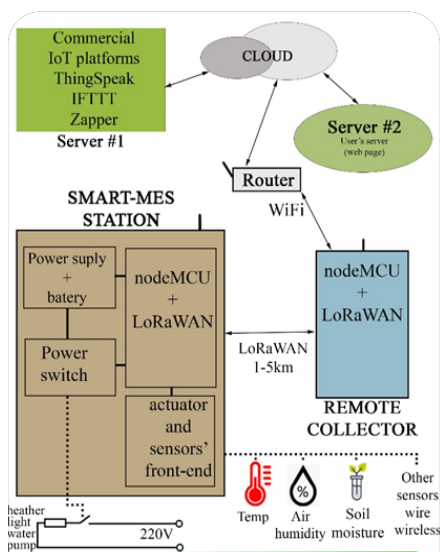 Commercial
IoT platforms
ThingSpeak
IFTTT
Zapper
Server #1
CLOUD
Server #2
User's server
(web page)
Router
WiFi
SMART-MES
STATION
Power suply
+
batery
nodeMCU
+
LoRaWAN
Power
switch
actuator
and
sensors'
front-end
LoRaWAN
1-5km
nodeMCU
+
LoRaWAN
REMOTE
COLLECTOR
heather
light
water
pump
220V
Temp
%
Air
humidity
Soil
moisture
Other
sensors
wire
wireless